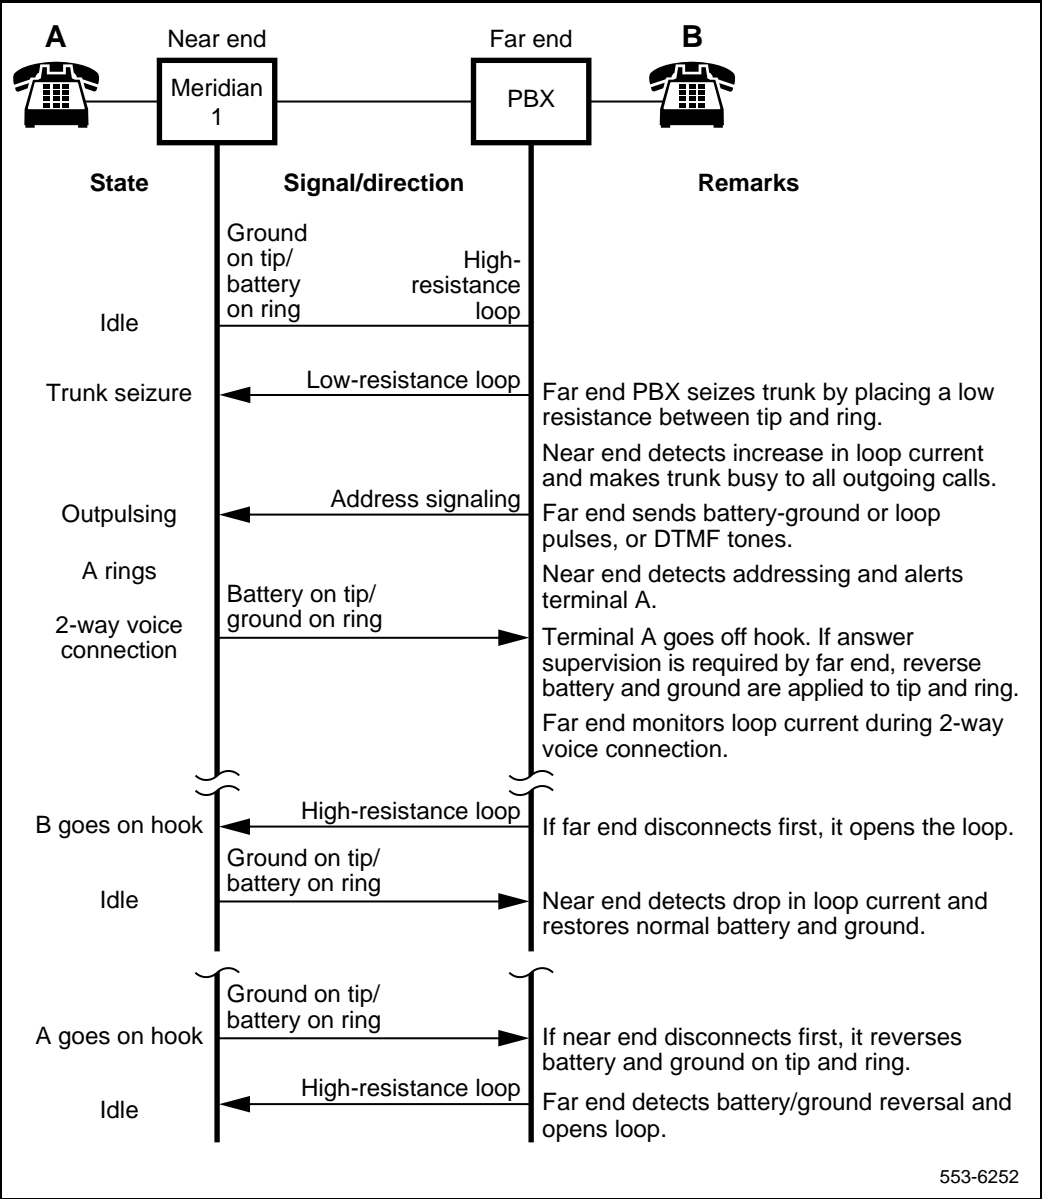 A
Near end
Far end
B
Meridian
1
PBX
State
Signal/direction
Remarks
Ground
on tip/
battery
on ring
High-
resistance
loop
Idle
Trunk seizure
Low-resistance loop
Far end PBX seizes trunk by placing a low
resistance between tip and ring.
Near end detects increase in loop current
and makes trunk busy to all outgoing calls.
Outpulsing
Address signaling
Far end sends battery-ground or loop
pulses, or DTMF tones.
A rings
Near end detects addressing and alerts
terminal A.
2-way voice
connection
Battery on tip/
ground on ring
Terminal A goes off hook. If answer
supervision is required by far end, reverse
battery and ground are applied to tip and ring.
Far end monitors loop current during 2-way
voice connection.
B goes on hook
High-resistance loop
If far end disconnects first, it opens the loop.
Idle
Ground on tip/
battery on ring
Near end detects drop in loop current and
restores normal battery and ground.
A goes on hook
Ground on tip/
battery on ring
If near end disconnects first, it reverses
battery and ground on tip and ring.
Idle
High-resistance loop
Far end detects battery/ground reversal and
opens loop.
553-6252